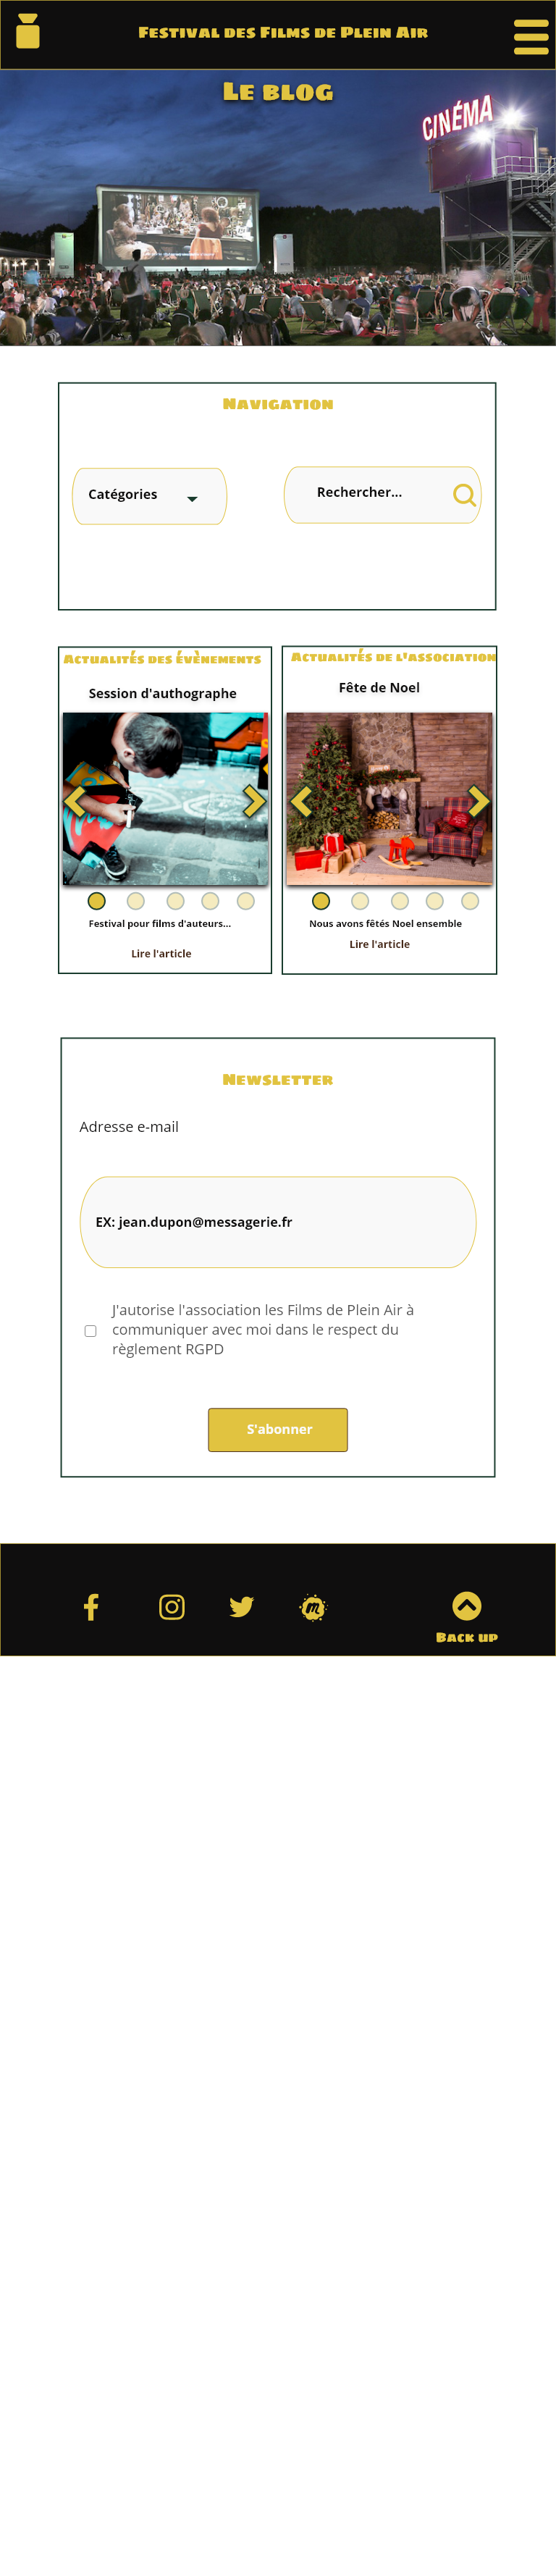 Festival des Films de Plein Air
Le blog
CINÉMA
Navigation
Catégories
Rechercher...
Actualités des évènements
Session d'authographe
Festival pour films d'auteurs...
Lire l'article
Actualités de l'association
Fête de Noel
Nous avons fêtés Noel ensemble
Lire l'article
Newsletter
Adresse e-mail
EX: jean.dupon@messagerie.fr
J'autorise l'association les Films de Plein Air à
communiquer avec moi dans le respect du
règlement RGPD
S'abonner
Back up